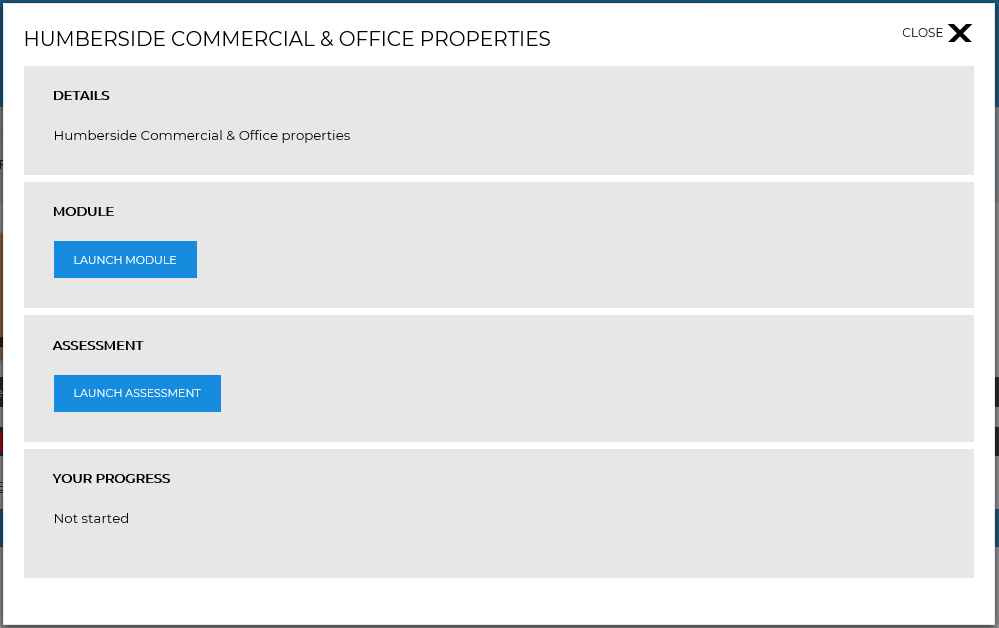 HUMBERSIDE COMMERCIAL & OFFICE PROPERTIES
CLOSE X
DETAILS
Humberside Commercial & Office properties
MODULE
LAUNCH MODULE
ASSESSMENT
LAUNCH ASSESSMENT
YOUR PROGRESS
Not started